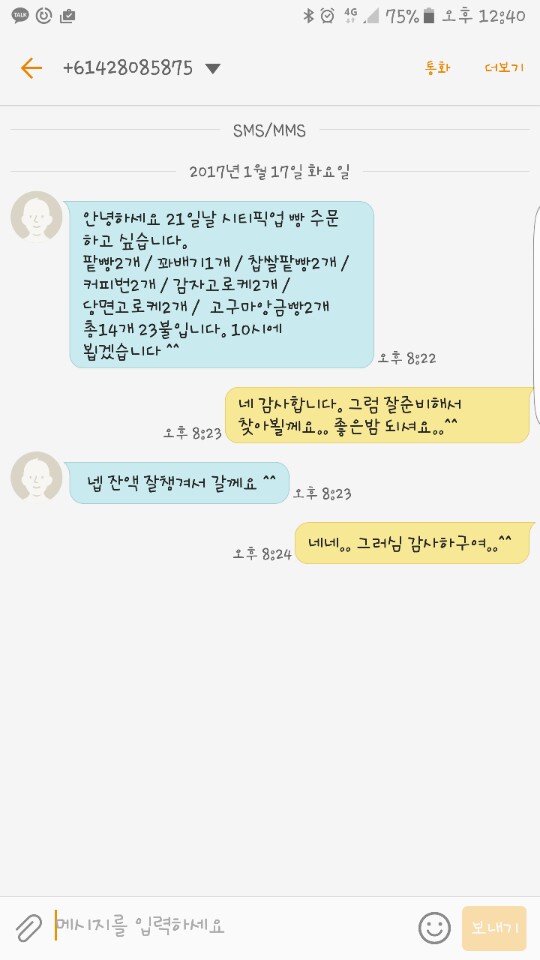 TALK 4G 75% 오후 12:40
+61428085875 통화 더보기
SMS/MMS
2017년 1월 17일 화요일
안녕하세요 21일날 시티픽업 빵 주문
하고 싶습니다.
팥빵2개 / 꽈배기1개 / 찹쌀팥빵2개 /
커피번2개 / 감자고로케2개 /
당면고로케2개 / 고구마앙금빵2개
총14개 23불입니다. 10시에
뵙겠습니다 ^^
오후 8:22
네 감사합니다. 그럼 잘준비해서
찾아뵐께요.. 좋은밤 되셔요..^^
오후 8:23
넵 잔액 잘챙겨서 갈께요 ^^
오후 8:23
네네.. 그러심 감사하구여..^^
오후 8:24
메시지를 입력하세요
보내기